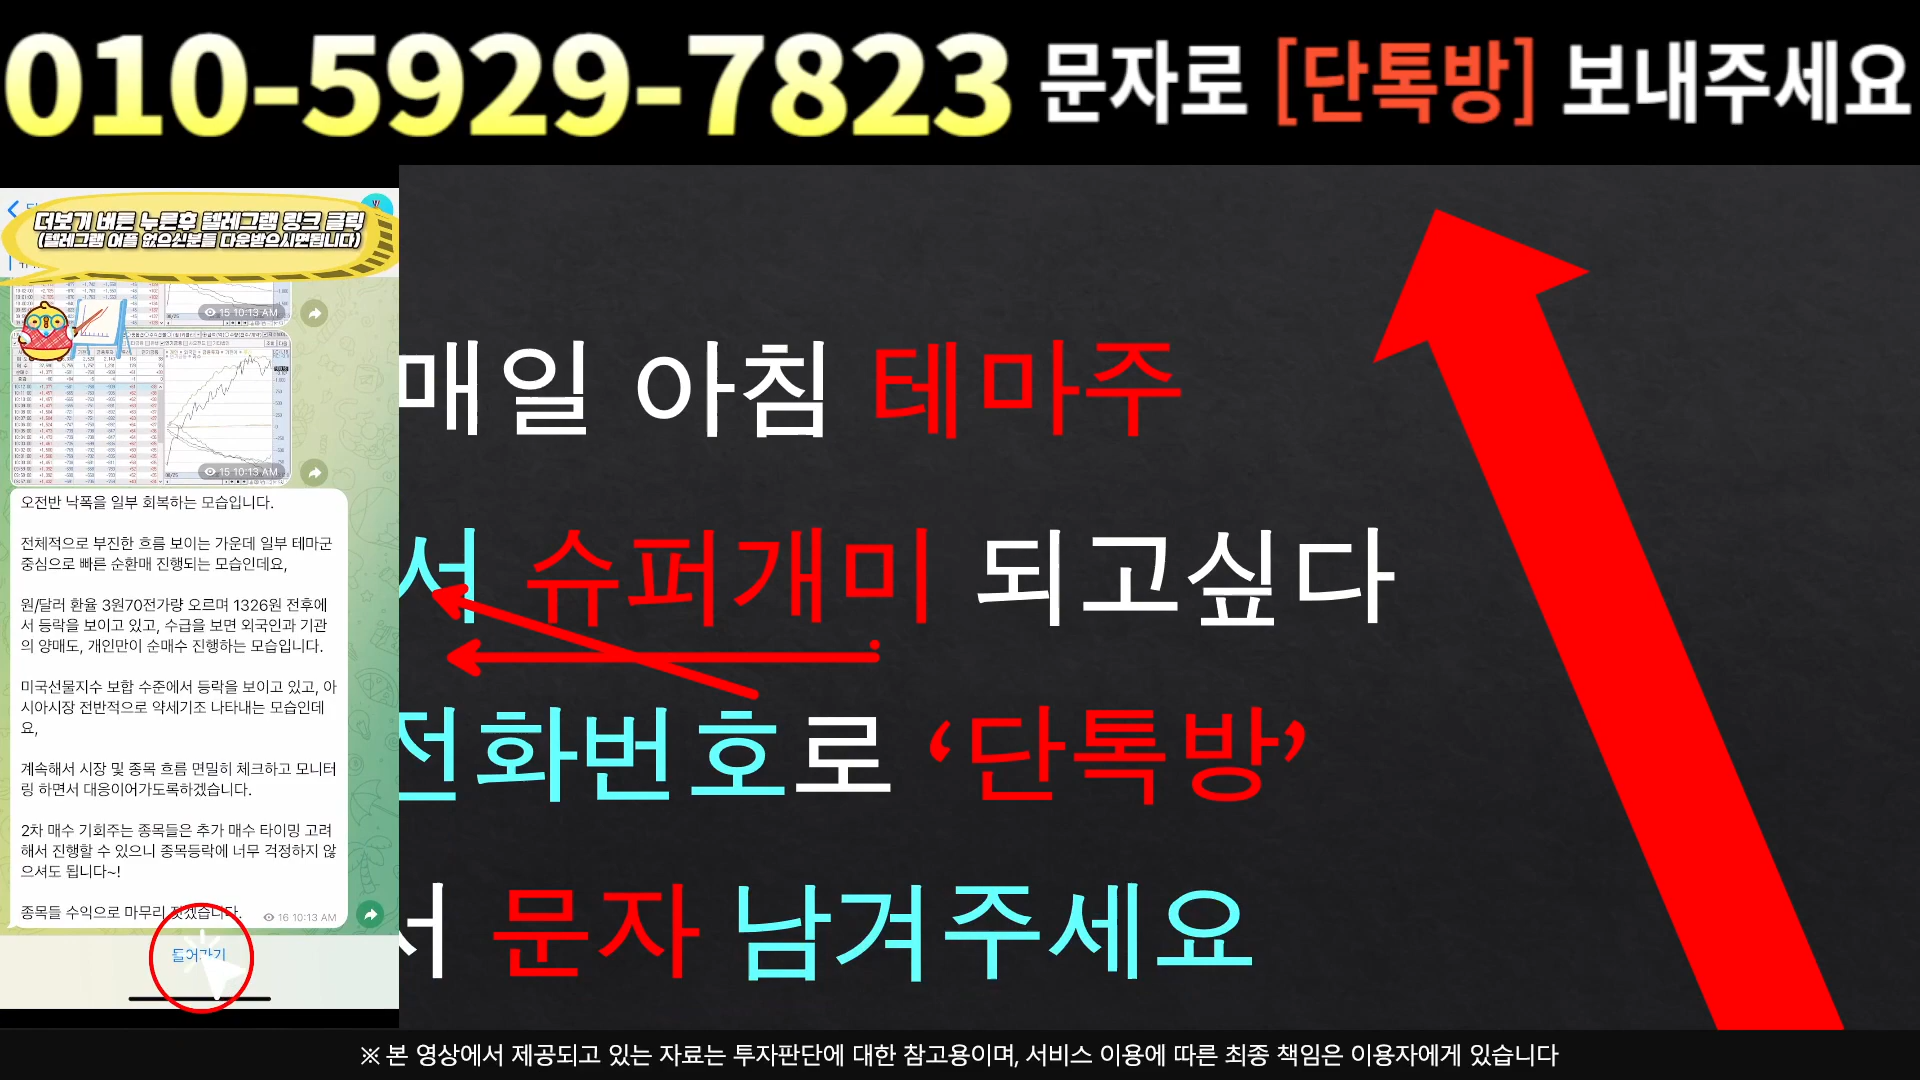 010-5929-7823 문자로 [단톡방] 보내주세요
더보기 버튼 누른후 텔레그램 링크 클릭
(텔레그램 어플 없으신분들 다운받으시면됩니다)
15 10:13 AM
15 10:13 AM
오전반 낙폭을 일부 회복하는 모습입니다.
전체적으로 부진한 흐름 보이는 가운데 일부 테마군
중심으로 빠른 순환매 진행되는 모습인데요,
원/달러 환율 3원70전가량 오르며 1326원 전후에
서 등락을 보이고 있고, 수급을 보면 외국인과 기관
의 양매도, 개인만이 순매수 진행하는 모습입니다.
미국선물지수 보합 수준에서 등락을 보이고 있고, 아
시아시장 전반적으로 약세기조 나타내는 모습인데
요,
계속해서 시장 및 종목 흐름 면밀히 체크하고 모니터
링 하면서 대응이어가도록하겠습니다.
2차 매수 기회주는 종목들은 추가 매수 타이밍 고려
해서 진행할 수 있으니 종목등락에 너무 걱정하지 않
으셔도 됩니다~!
종목들 수익으로 마무리 짓겠습니다.
16 10:13 AM
들어가기
매일 아침 테마주
서 슈퍼개미 되고싶다
전화번호로 ‘단톡방’
서 문자 남겨주세요
※ 본 영상에서 제공되고 있는 자료는 투자판단에 대한 참고용이며, 서비스 이용에 따른 최종 책임은 이용자에게 있습니다